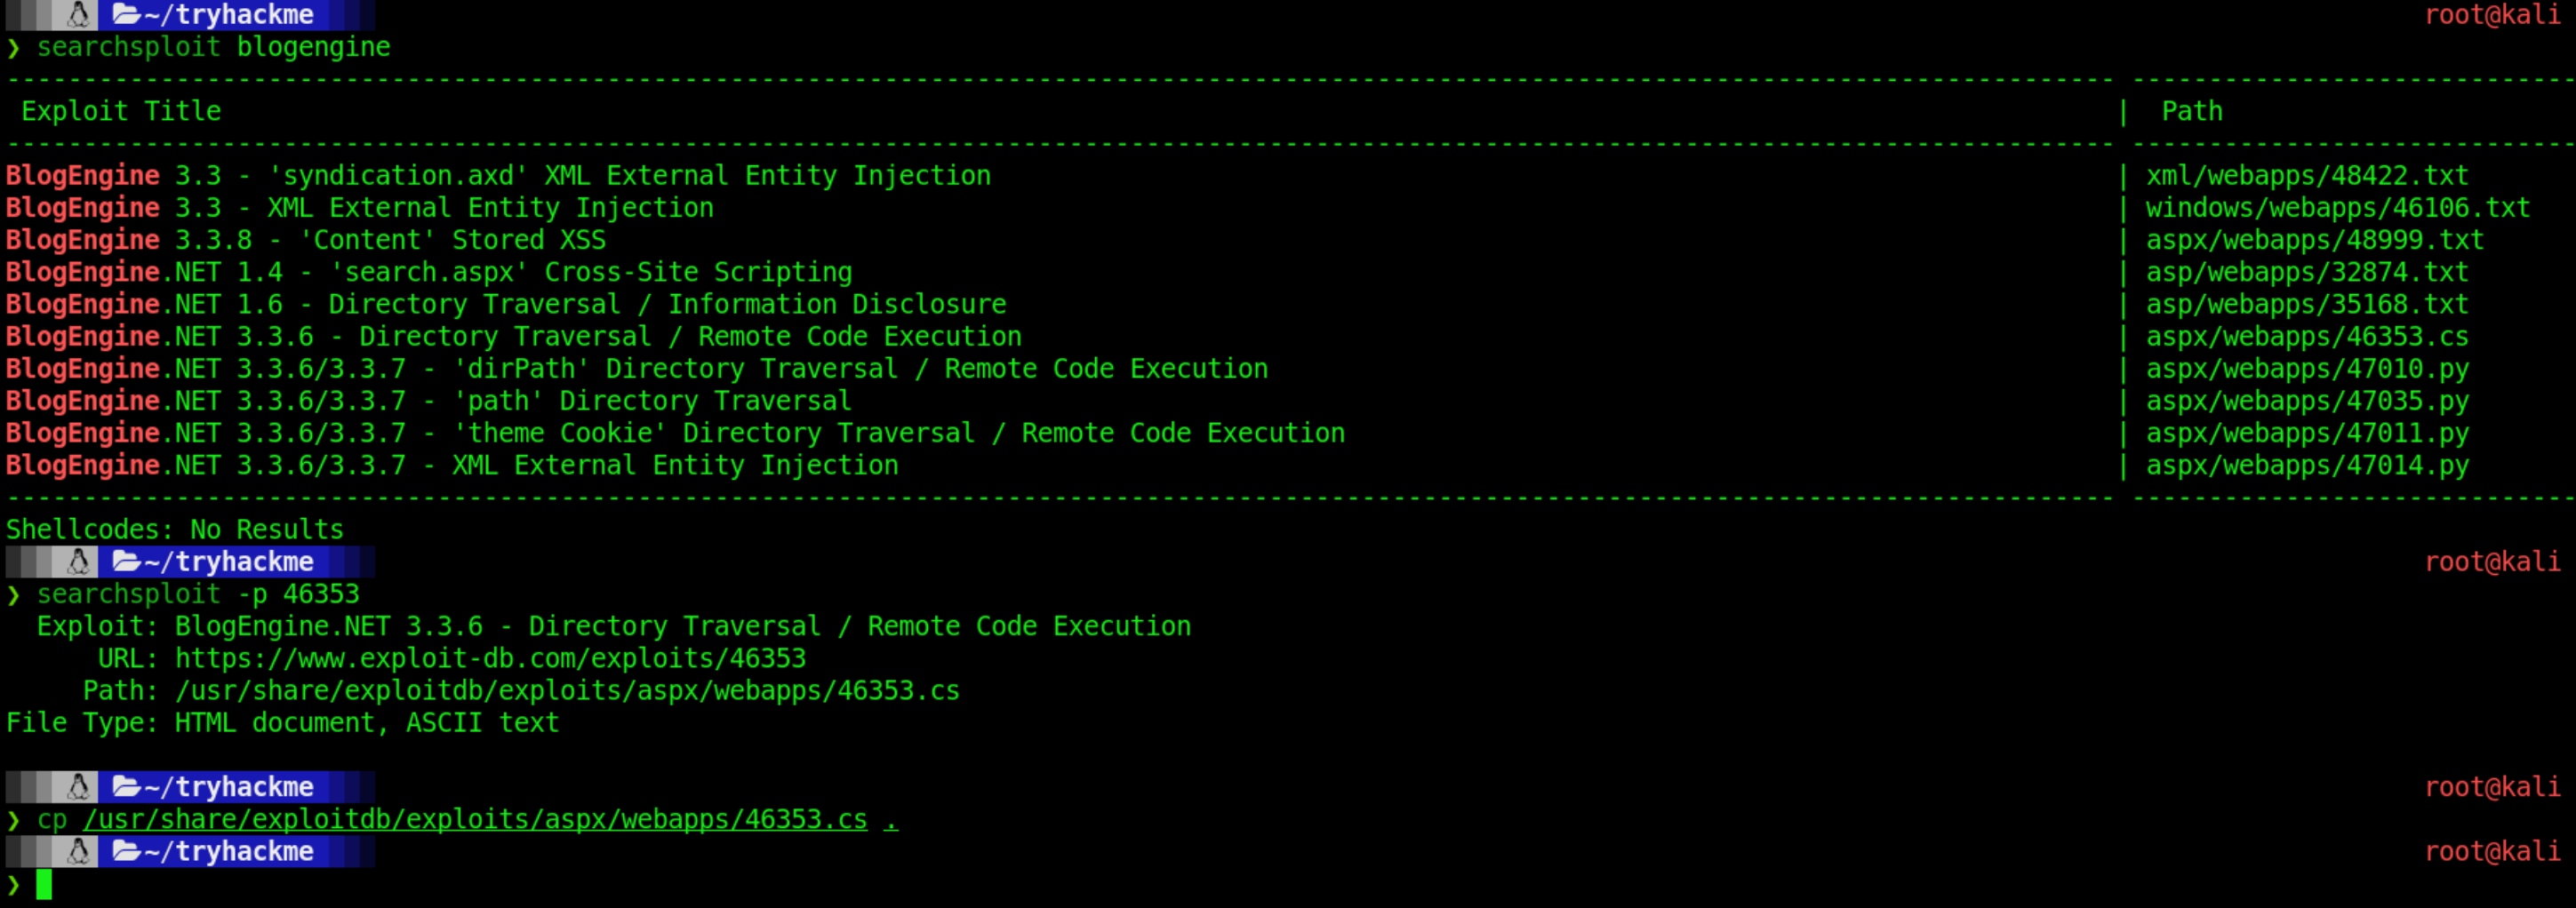 ~/tryhackme root@kali
❯ searchsploit blogengine
---------------------------------------------------------------------------------------------------------------------------------------- -----------------------------
Exploit Title | Path
---------------------------------------------------------------------------------------------------------------------------------------- -----------------------------
BlogEngine 3.3 - 'syndication.axd' XML External Entity Injection | xml/webapps/48422.txt
BlogEngine 3.3 - XML External Entity Injection | windows/webapps/46106.txt
BlogEngine 3.3.8 - 'Content' Stored XSS | aspx/webapps/48999.txt
BlogEngine.NET 1.4 - 'search.aspx' Cross-Site Scripting | asp/webapps/32874.txt
BlogEngine.NET 1.6 - Directory Traversal / Information Disclosure | asp/webapps/35168.txt
BlogEngine.NET 3.3.6 - Directory Traversal / Remote Code Execution | aspx/webapps/46353.cs
BlogEngine.NET 3.3.6/3.3.7 - 'dirPath' Directory Traversal / Remote Code Execution | aspx/webapps/47010.py
BlogEngine.NET 3.3.6/3.3.7 - 'path' Directory Traversal | aspx/webapps/47035.py
BlogEngine.NET 3.3.6/3.3.7 - 'theme Cookie' Directory Traversal / Remote Code Execution | aspx/webapps/47011.py
BlogEngine.NET 3.3.6/3.3.7 - XML External Entity Injection | aspx/webapps/47014.py
---------------------------------------------------------------------------------------------------------------------------------------- -----------------------------
Shellcodes: No Results
~/tryhackme root@kali
❯ searchsploit -p 46353
Exploit: BlogEngine.NET 3.3.6 - Directory Traversal / Remote Code Execution
URL: https://www.exploit-db.com/exploits/46353
Path: /usr/share/exploitdb/exploits/aspx/webapps/46353.cs
File Type: HTML document, ASCII text
~/tryhackme root@kali
❯ cp /usr/share/exploitdb/exploits/aspx/webapps/46353.cs .
~/tryhackme root@kali
❯